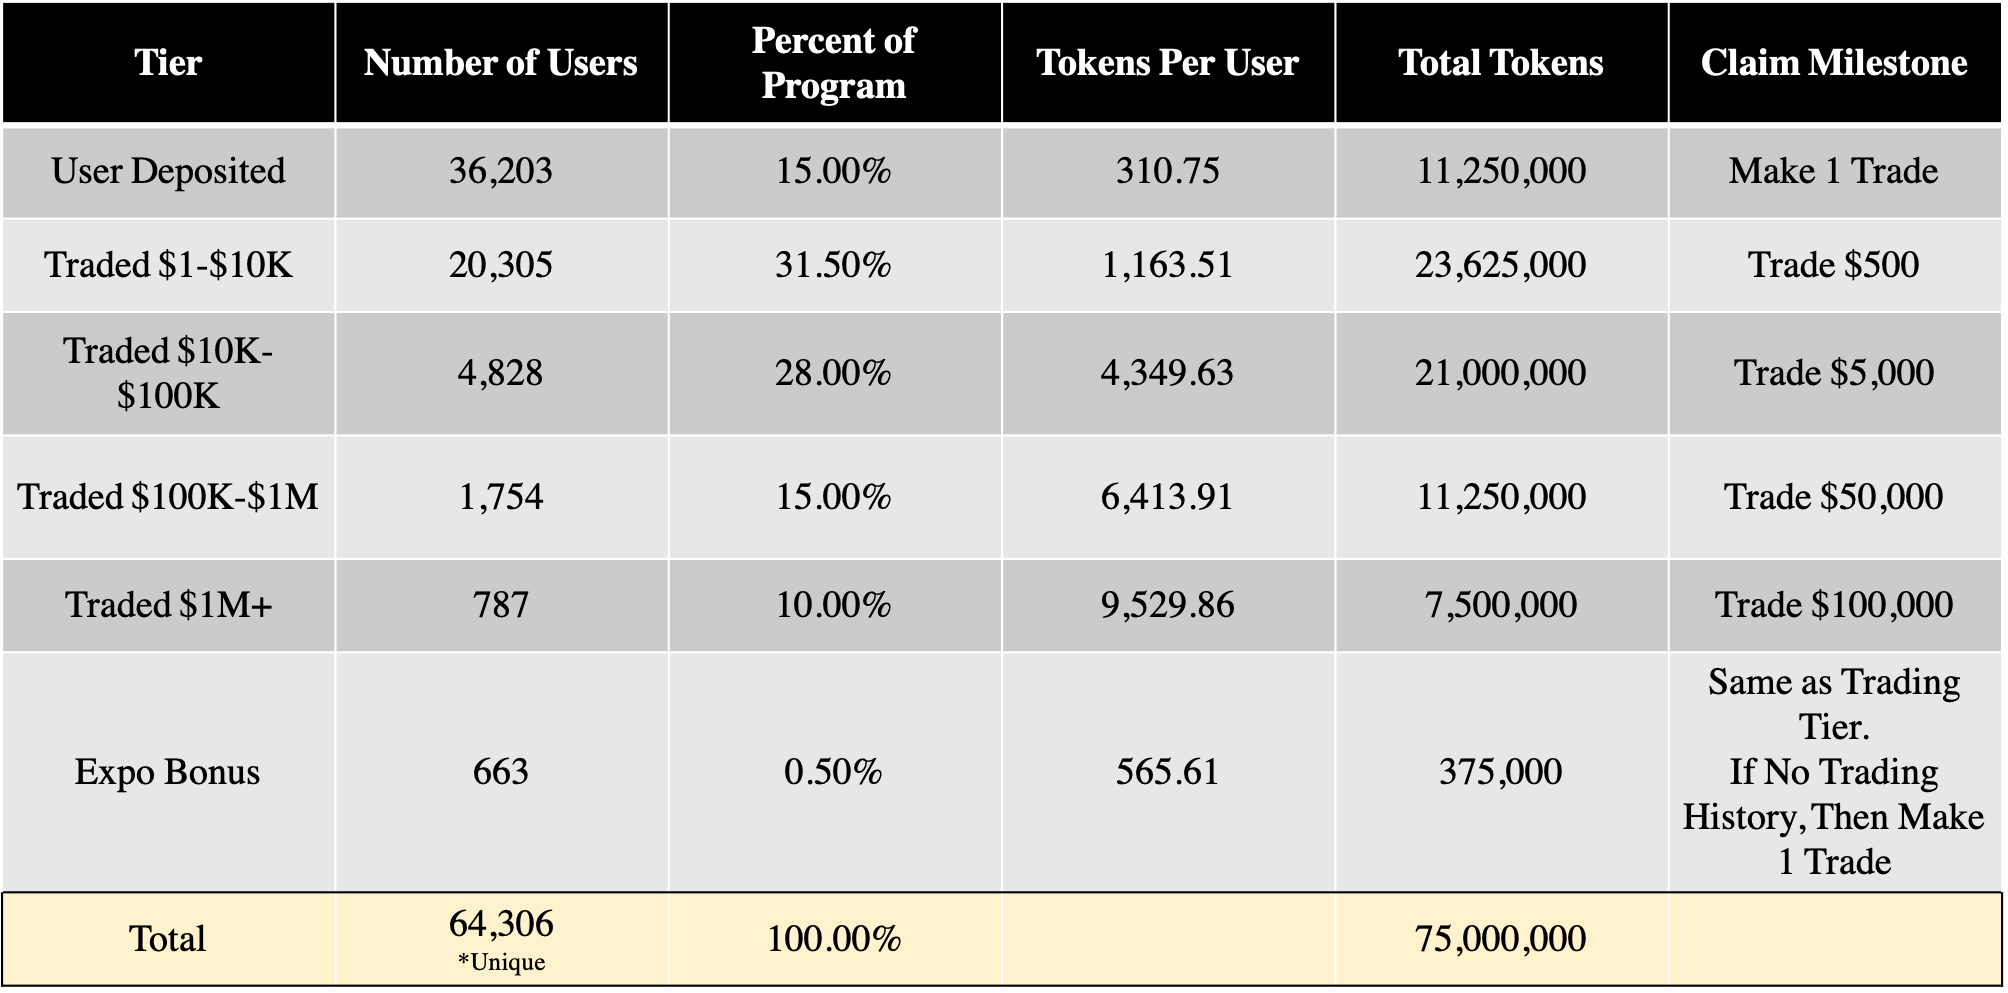 Tier
Number of Users
Percent of
Program
Tokens Per User
Total Tokens
Claim Milestone
User Deposited
36,203
15.00%
310.75
11,250,000
Make 1 Trade
Traded $1-$10K
20,305
31.50%
1,163.51
23,625,000
Trade $500
Traded $10K-
$100K
4,828
28.00%
4,349.63
21,000,000
Trade $5,000
Traded $100K-$1M
1,754
15.00%
6,413.91
11,250,000
Trade $50,000
Traded $1M+
787
10.00%
9,529.86
7,500,000
Trade $100,000
Expo Bonus
663
0.50%
565.61
375,000
Same as Trading
Tier.
If No Trading
History, Then Make
1 Trade
Total
64,306
*Unique
100.00%
75,000,000